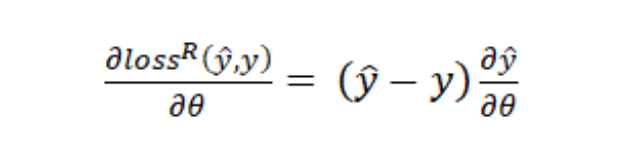 ∂loss^R(ŷ,y)/∂θ = (ŷ − y) ∂ŷ/∂θ